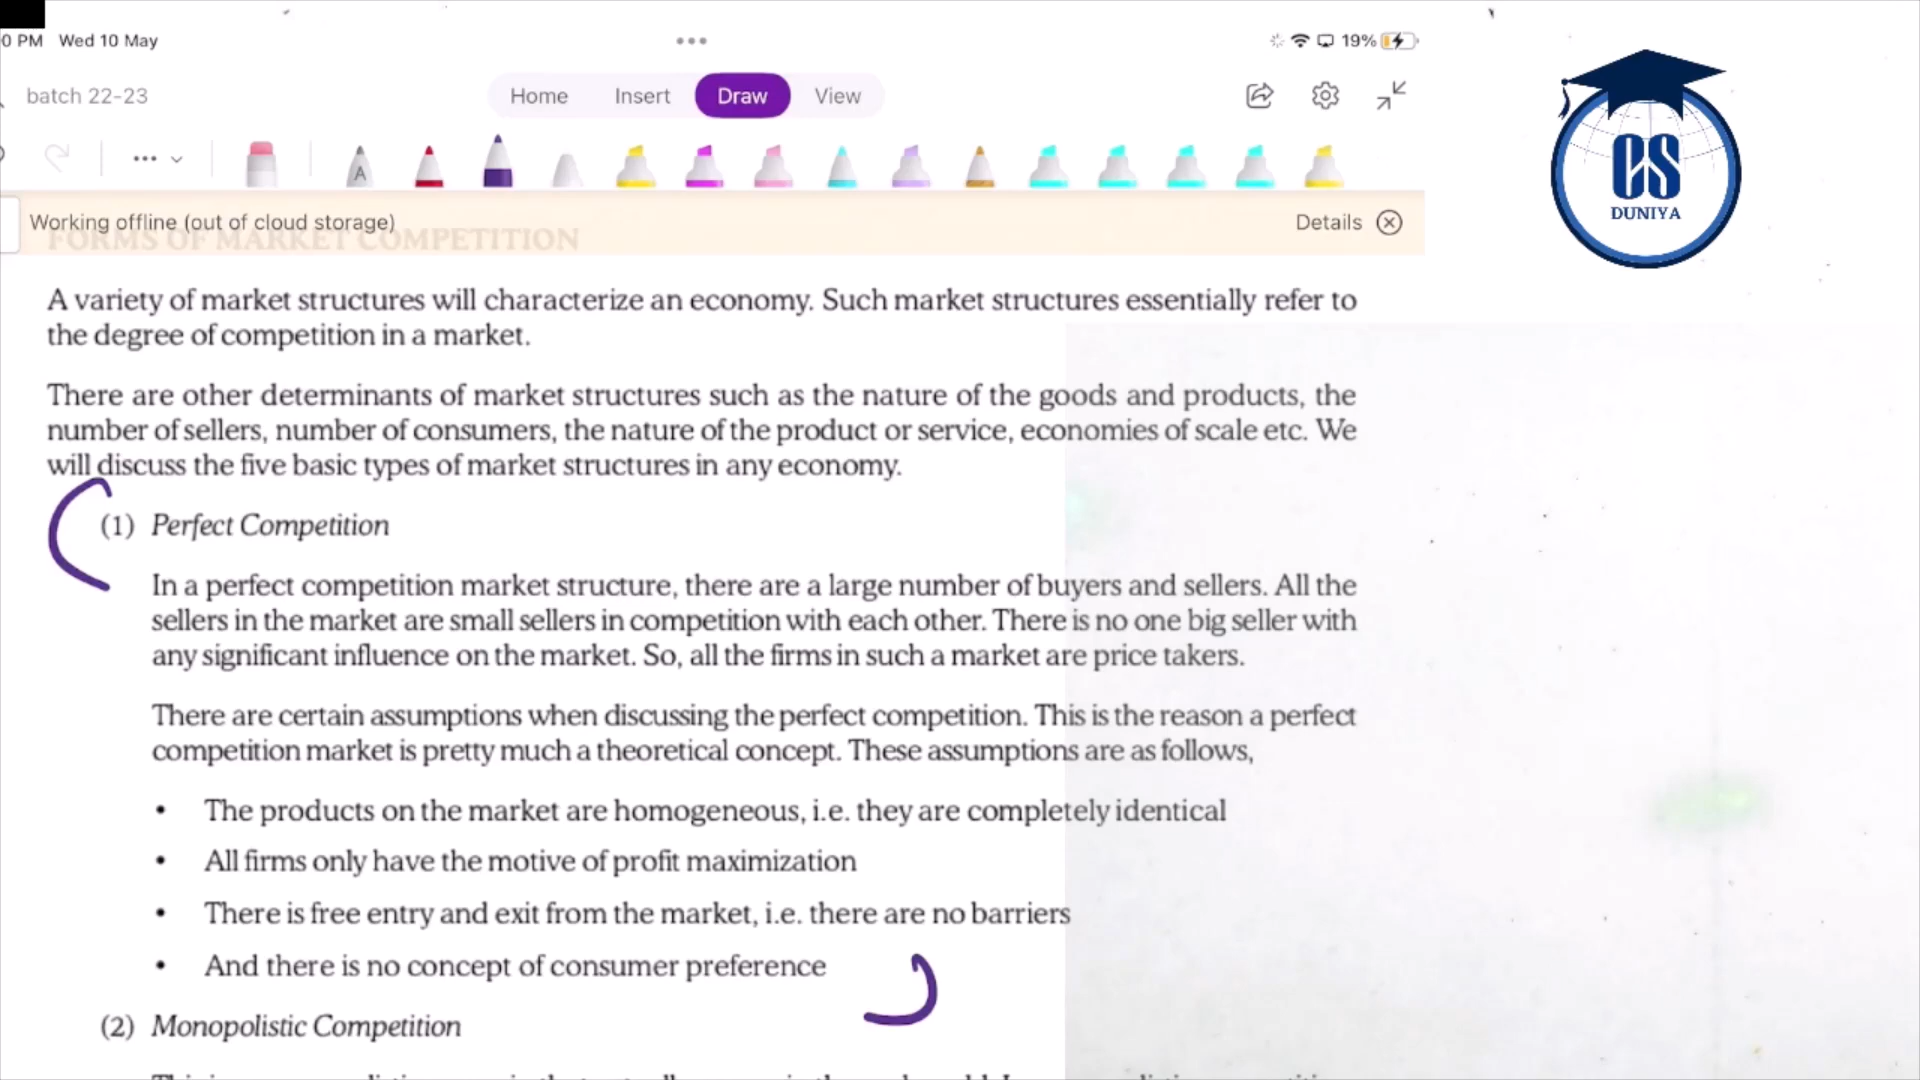 0 PM Wed 10 May
19%
batch 22-23
Home Insert Draw View
A
Working offline (out of cloud storage)
Details
FORMS OF MARKET COMPETITION
CS
DUNIYA
A variety of market structures will characterize an economy. Such market structures essentially refer to
the degree of competition in a market.
There are other determinants of market structures such as the nature of the goods and products, the
number of sellers, number of consumers, the nature of the product or service, economies of scale etc. We
will discuss the five basic types of market structures in any economy.
(1) Perfect Competition
In a perfect competition market structure, there are a large number of buyers and sellers. All the
sellers in the market are small sellers in competition with each other. There is no one big seller with
any significant influence on the market. So, all the firms in such a market are price takers.
There are certain assumptions when discussing the perfect competition. This is the reason a perfect
competition market is pretty much a theoretical concept. These assumptions are as follows,
• The products on the market are homogeneous, i.e. they are completely identical
• All firms only have the motive of profit maximization
• There is free entry and exit from the market, i.e. there are no barriers
• And there is no concept of consumer preference
(2) Monopolistic Competition